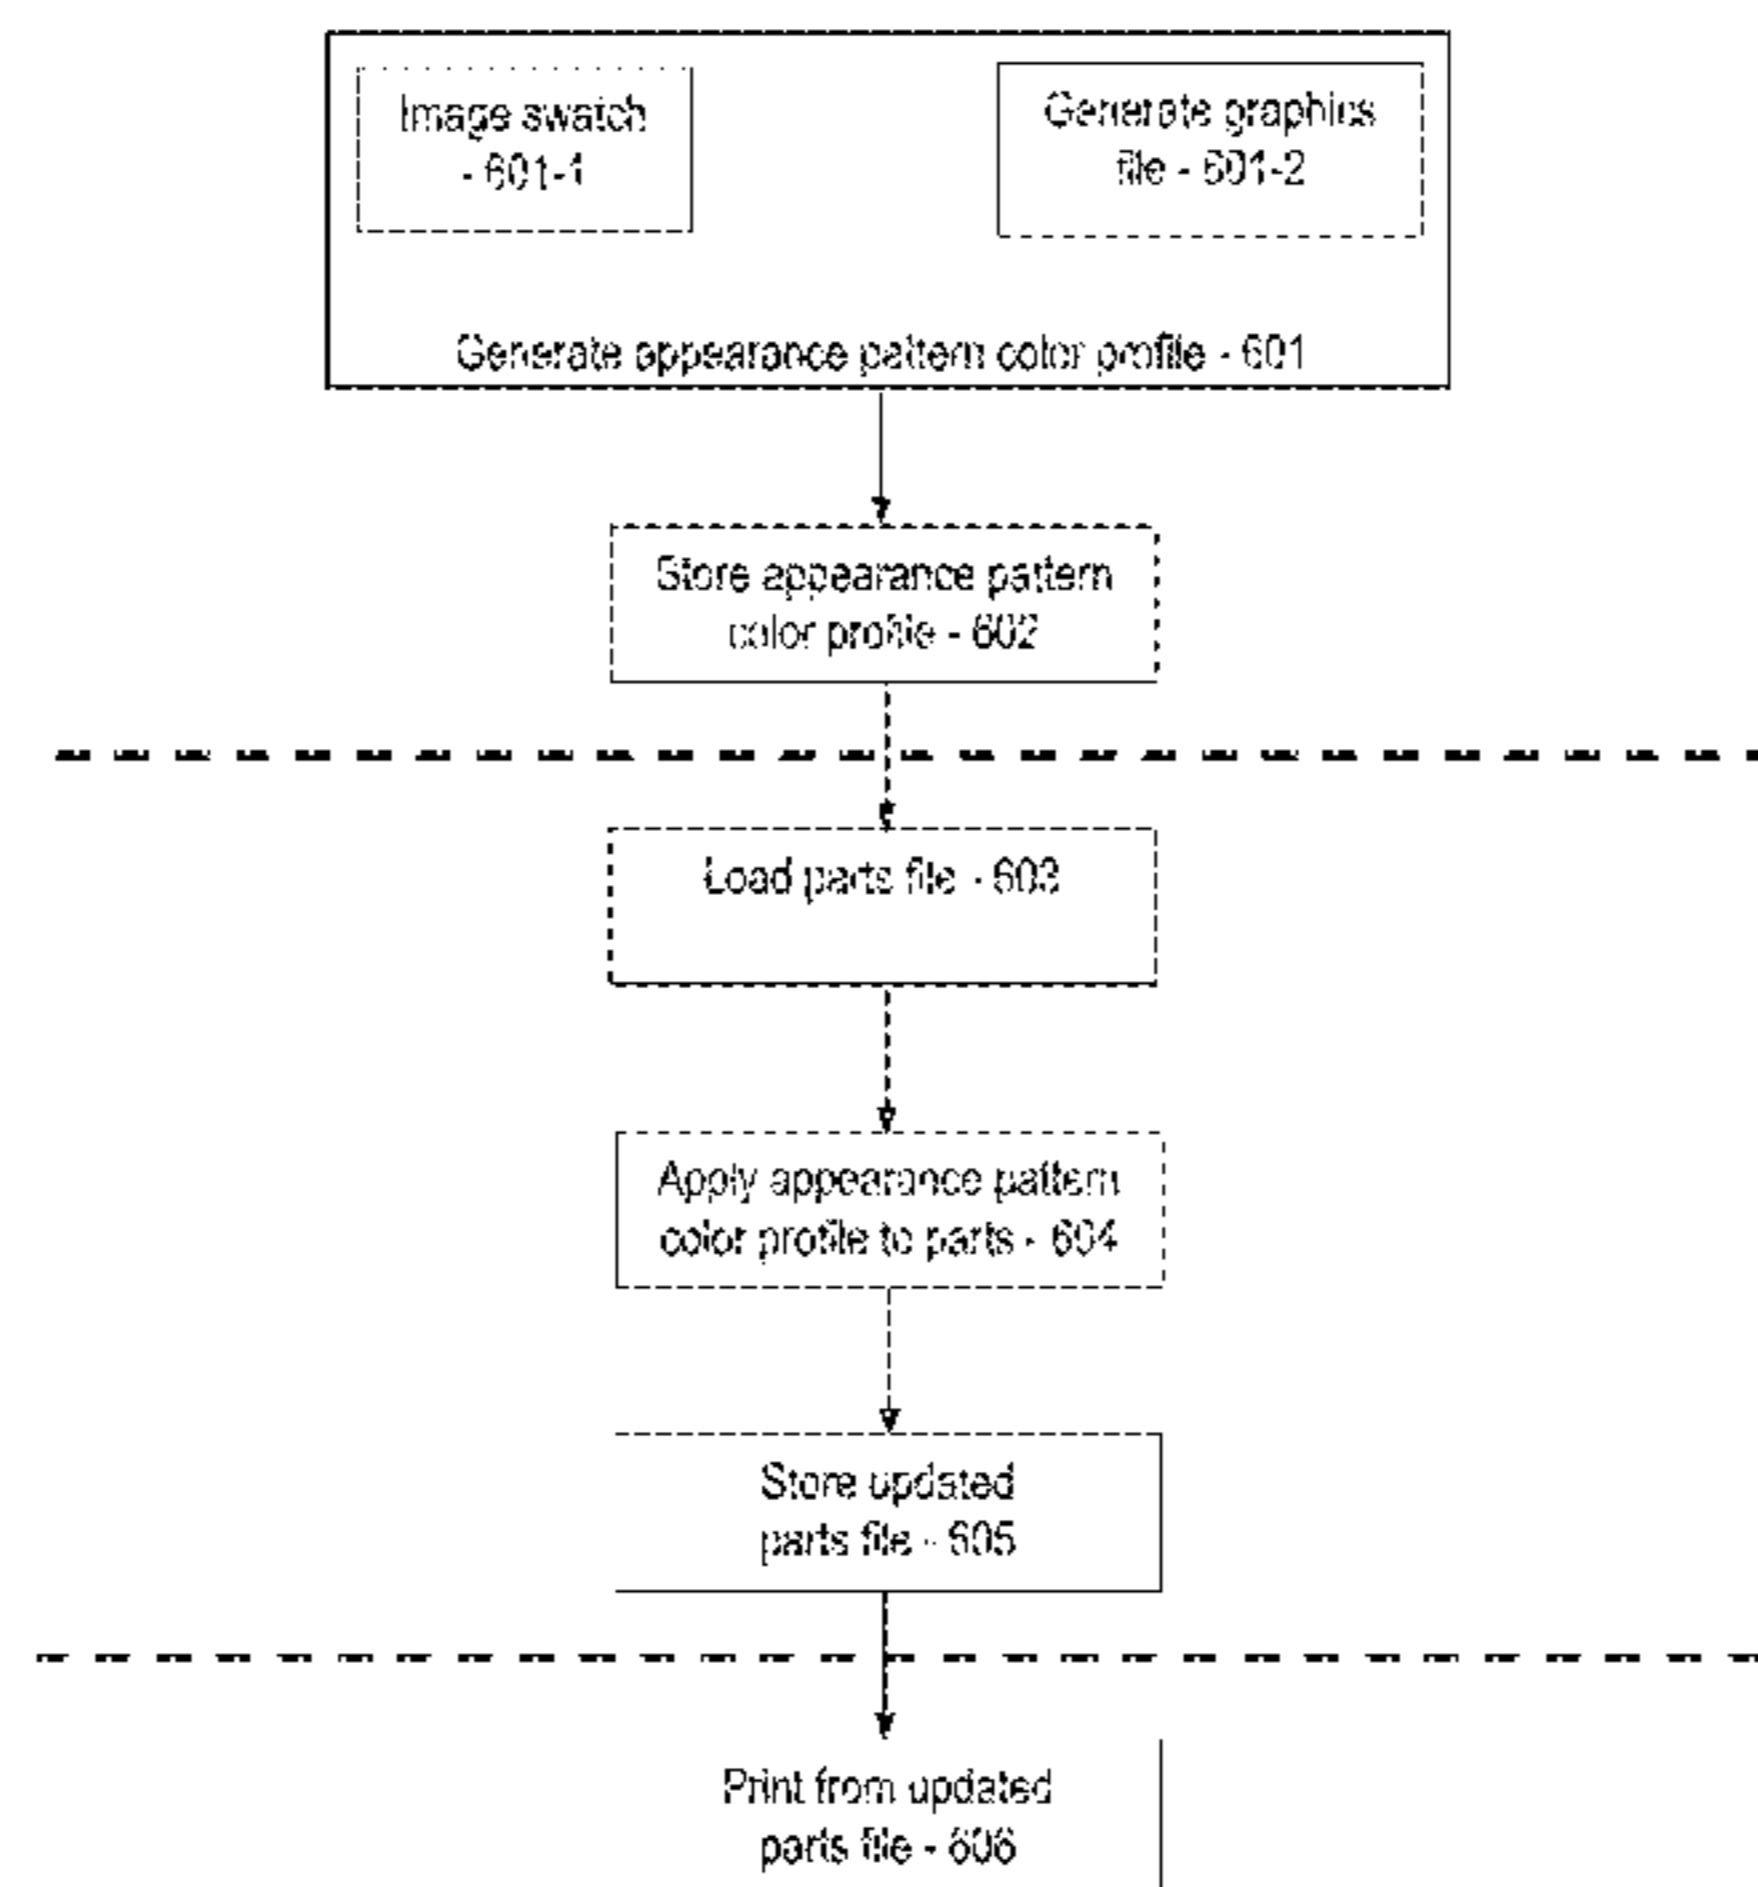 Image swatch
- 601-1
Generate graphics
file - 601-2
Generate appearance pattern color profile - 601
Store appearance pattern
color profile - 602
Load parts file - 603
Apply appearance pattern
color profile to parts - 604
Store updated
parts file - 605
Print from updated
parts file - 606